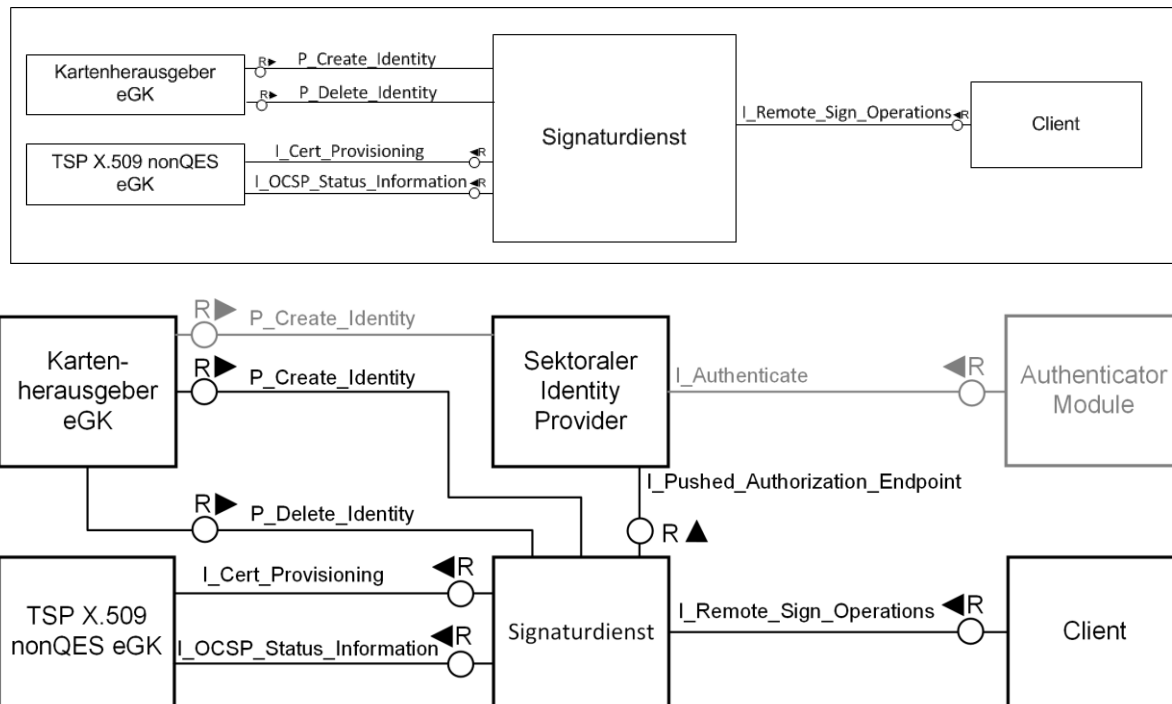 Kartenherausgeber
eGK
R
P_Create_Identity
R
P_Delete_Identity
TSP X.509 nonQES
eGK
I_Cert_Provisioning
R
I_OCSP_Status_Information
R
Signaturdienst
I_Remote_Sign_Operations
R
Client
R
P_Create_Identity
Karten-
herausgeber
eGK
R
P_Create_Identity
Sektoraler
Identity
Provider
I_Authenticate
R
Authenticator
Module
I_Pushed_Authorization_Endpoint
R
P_Delete_Identity
R
TSP X.509
nonQES eGK
I_Cert_Provisioning
R
I_OCSP_Status_Information
R
Signaturdienst
I_Remote_Sign_Operations
R
Client